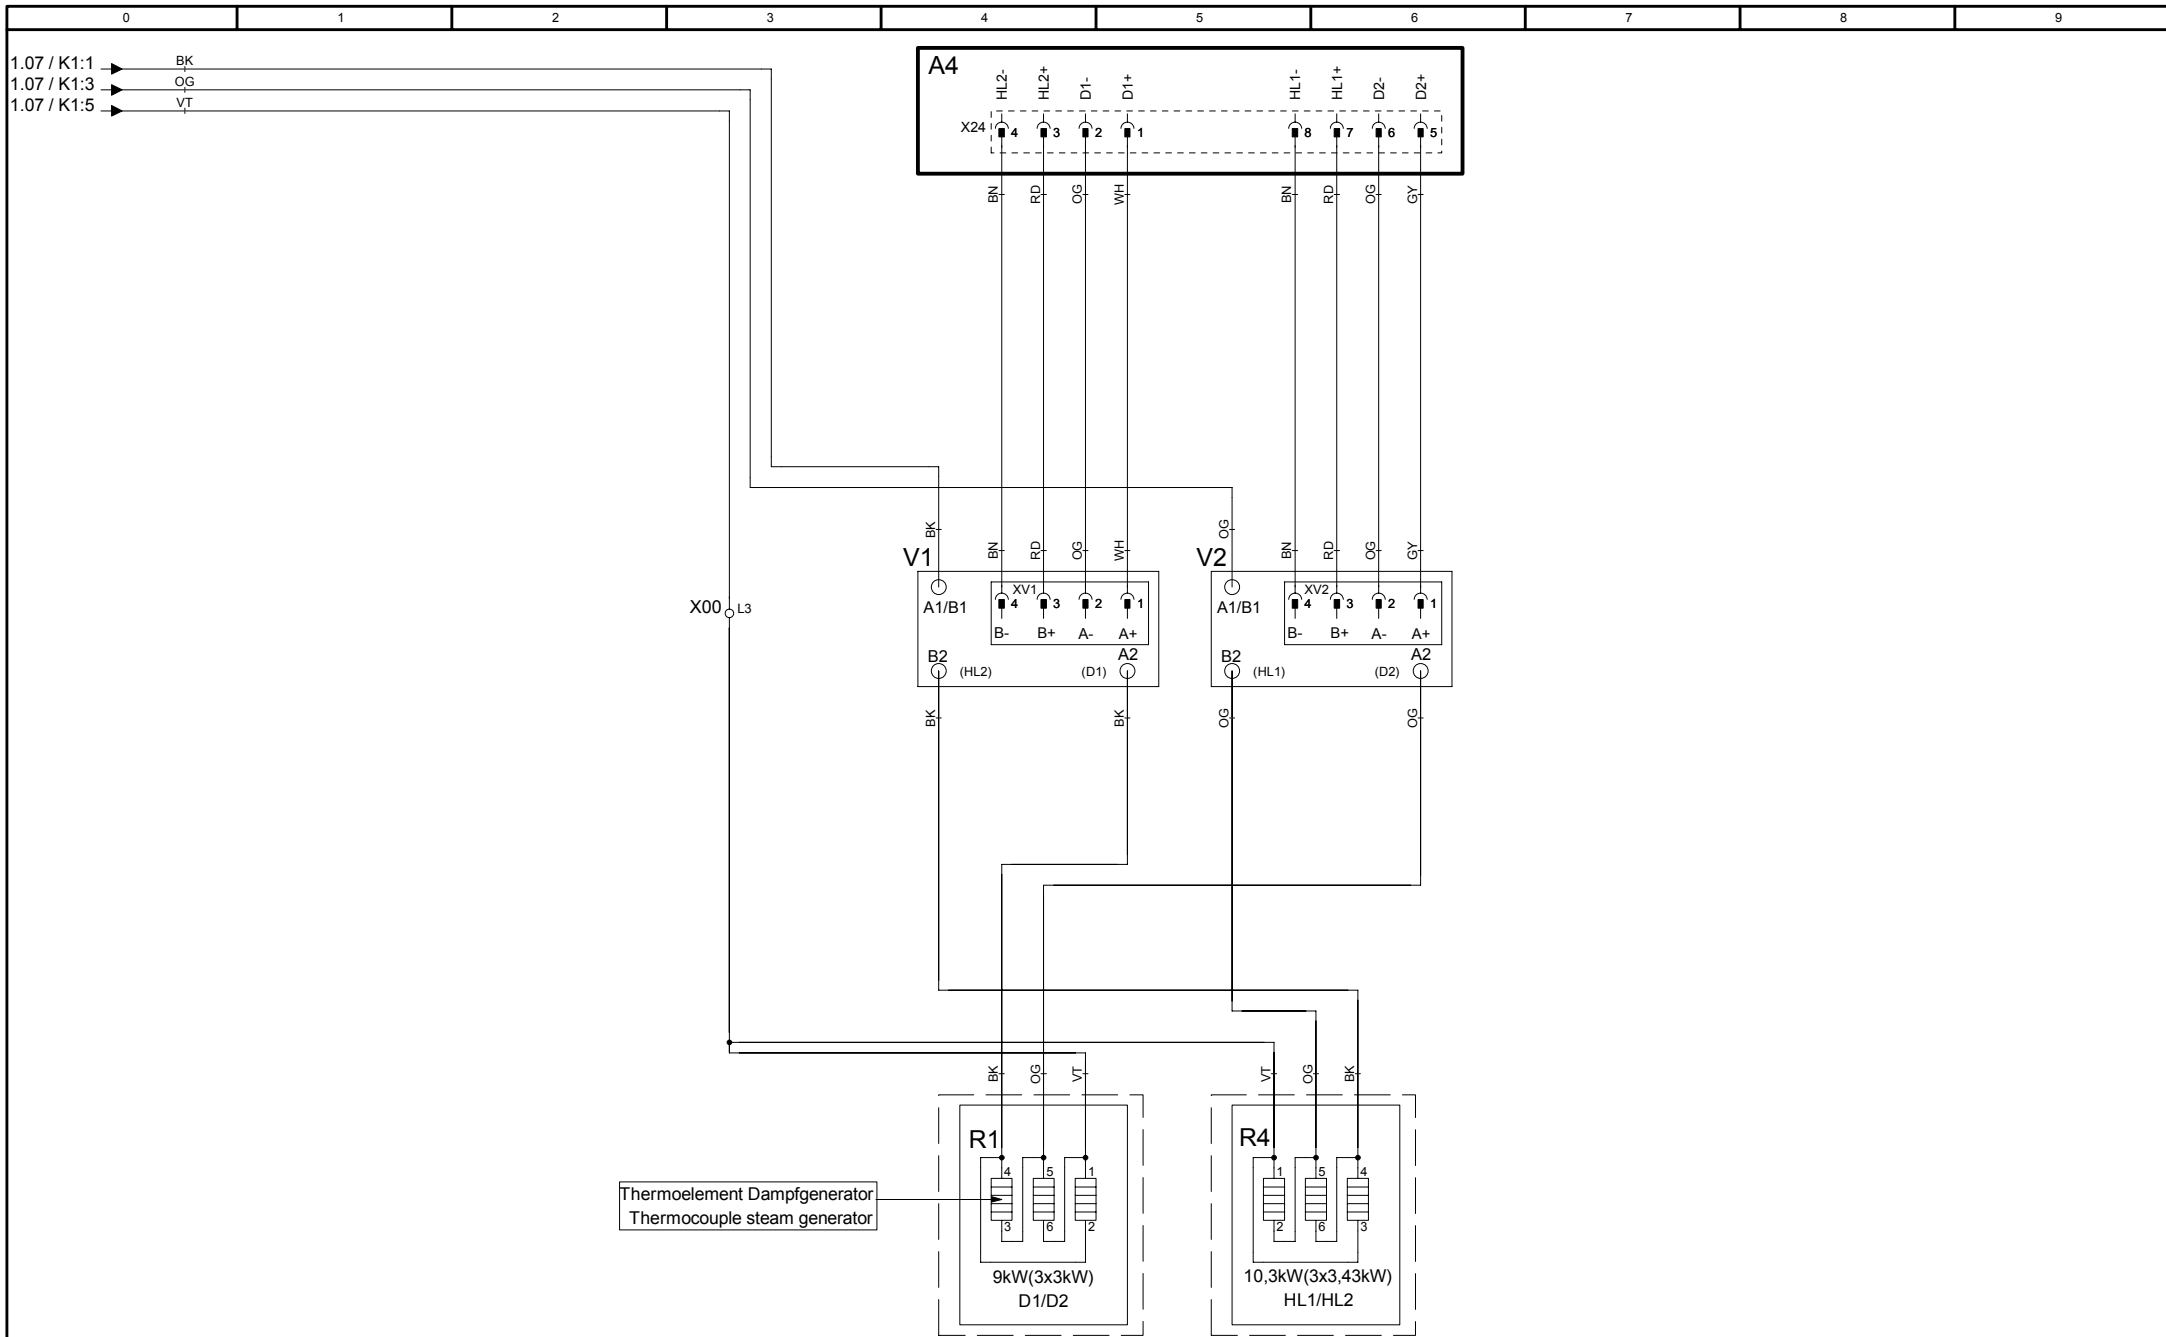 0 1 2 3 4 5 6 7 8 9
1.07 / K1:1 BK
1.07 / K1:3 OG
1.07 / K1:5 VT
A4
HL2- HL2+ D1- D1+ HL1- HL1+ D2- D2+
X24 4 3 2 1 8 7 6 5
BN RD OG WH BN RD OG GY
BK BN RD OG WH OG BN RD OG GY
V1 V2
XV1 XV2
4 3 2 1 4 3 2 1
X00 L3
A1/B1 A1/B1
B- B+ A- A+ B- B+ A- A+
B2 A2 B2 A2
(HL2) (D1) (HL1) (D2)
BK BK OG OG
BK OG VT VT OG BK
R1 R4
4 5 1 1 5 4
Thermoelement Dampfgenerator
Thermocouple steam generator
3 6 2 2 6 3
9kW(3x3kW) 10,3kW(3x3,43kW)
D1/D2 HL1/HL2